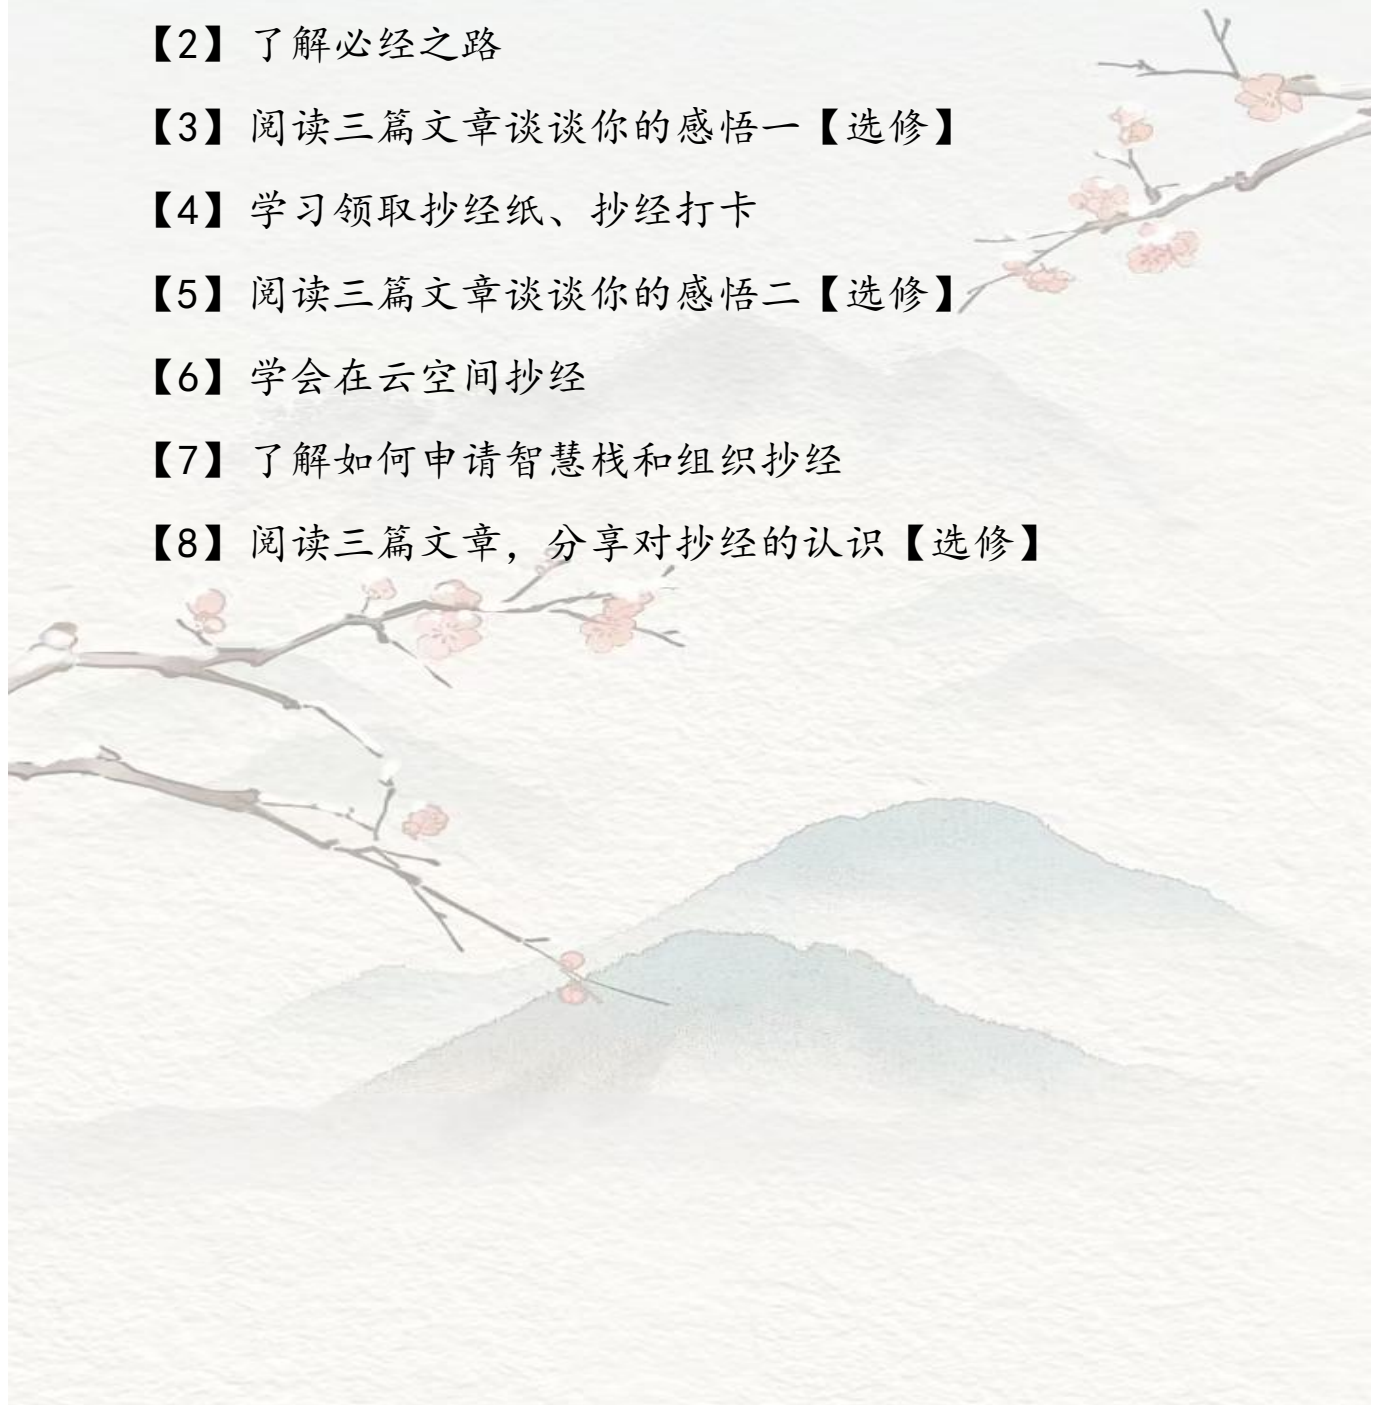 【2】了解必经之路
【3】阅读三篇文章谈谈你的感悟一【选修】
【4】学习领取抄经纸、抄经打卡
【5】阅读三篇文章谈谈你的感悟二【选修】
【6】学会在云空间抄经
【7】了解如何申请智慧栈和组织抄经
【8】阅读三篇文章，分享对抄经的认识【选修】